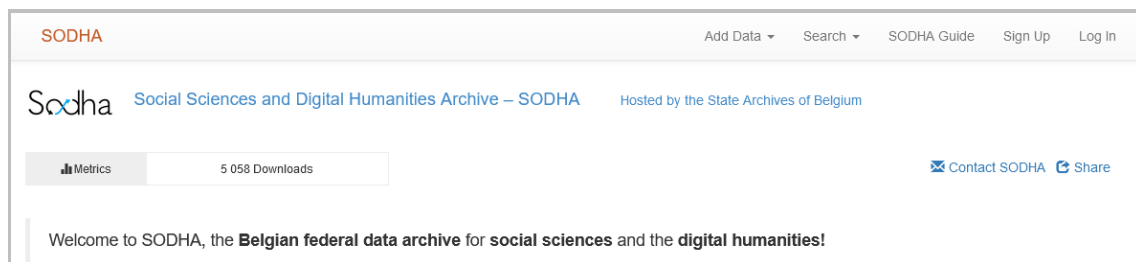 SODHA Add Data Search SODHA Guide Sign Up Log In
Sodha Social Sciences and Digital Humanities Archive – SODHA Hosted by the State Archives of Belgium
Metrics 5 058 Downloads Contact SODHA Share
Welcome to SODHA, the Belgian federal data archive for social sciences and the digital humanities!